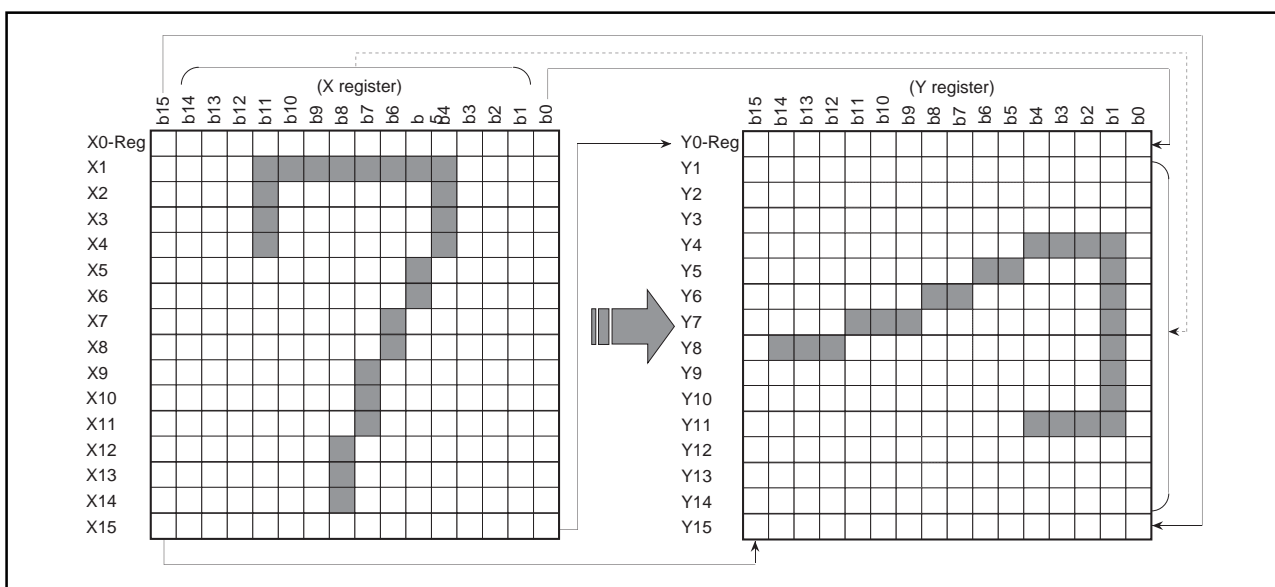 (X register)
b15 b14 b13 b12 b11 b10 b9 b8 b7 b6 b5 b4 b3 b2 b1 b0
X0-Reg
X1
X2
X3
X4
X5
X6
X7
X8
X9
X10
X11
X12
X13
X14
X15
(Y register)
b15 b14 b13 b12 b11 b10 b9 b8 b7 b6 b5 b4 b3 b2 b1 b0
Y0-Reg
Y1
Y2
Y3
Y4
Y5
Y6
Y7
Y8
Y9
Y10
Y11
Y12
Y13
Y14
Y15